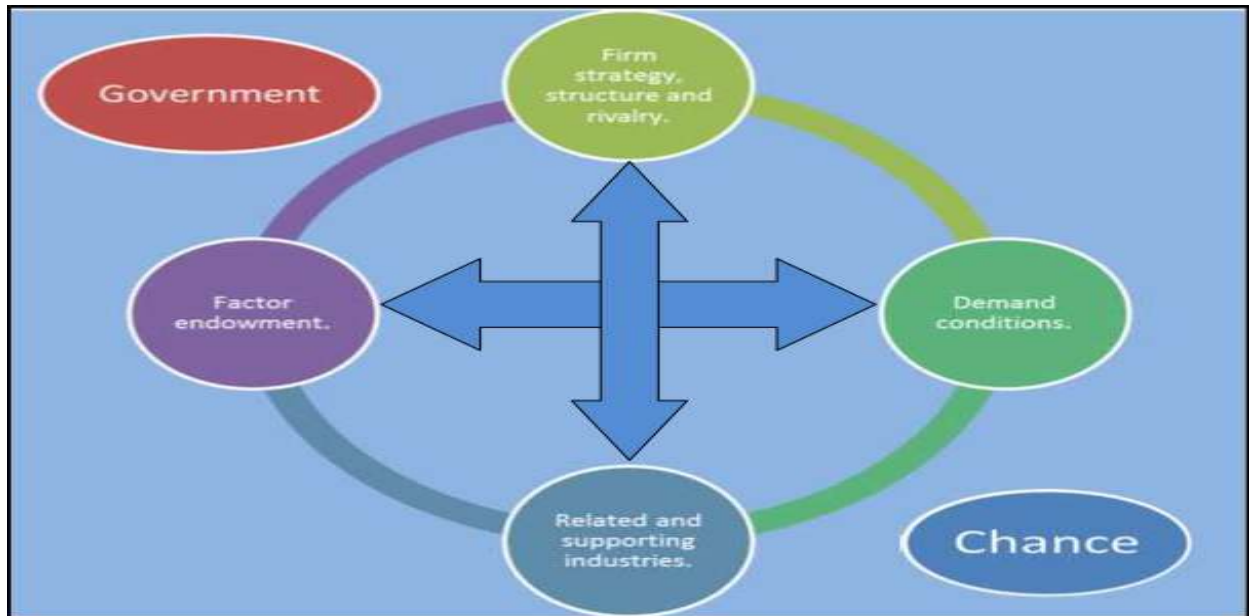 Government
Firm
strategy,
structure and
rivalry.
Factor
endowment.
Demand
conditions.
Related and
supporting
industries.
Chance